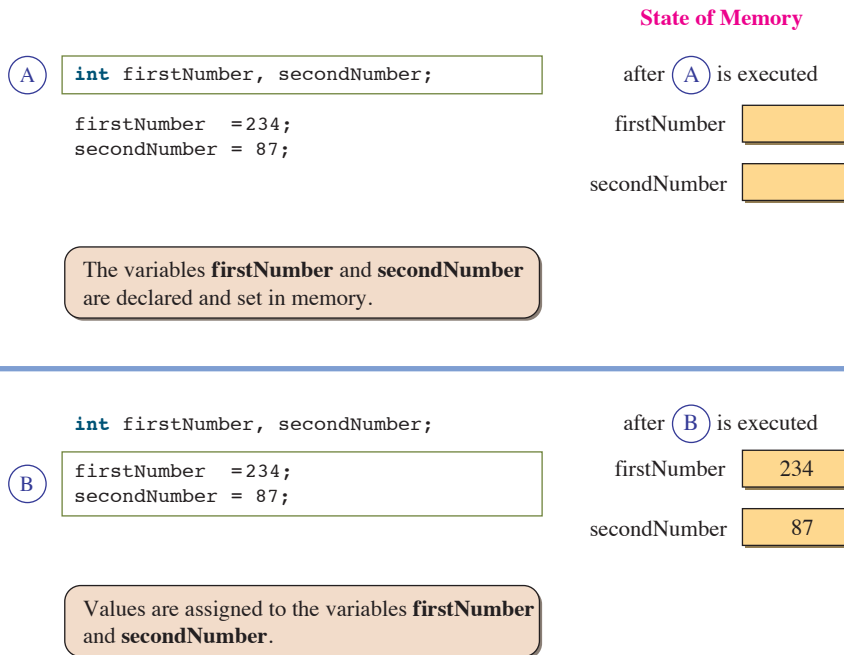 State of Memory
A
int firstNumber, secondNumber;
after A is executed
firstNumber =234;
secondNumber = 87;
firstNumber
secondNumber
The variables firstNumber and secondNumber
are declared and set in memory.
int firstNumber, secondNumber;
after B is executed
B
firstNumber =234;
secondNumber = 87;
firstNumber 234
secondNumber 87
Values are assigned to the variables firstNumber
and secondNumber.